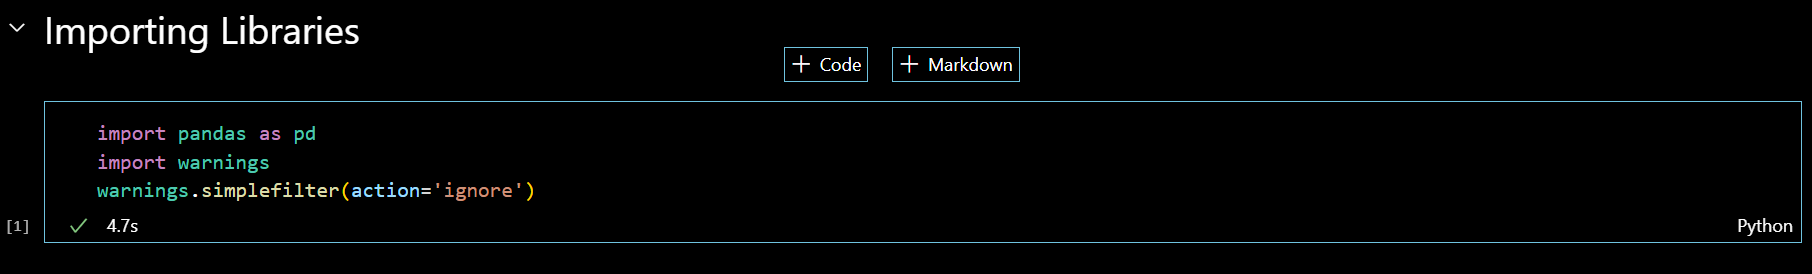 Importing Libraries
+ Code + Markdown
import pandas as pd
import warnings
warnings.simplefilter(action='ignore')
[1] ✓ 4.7s Python